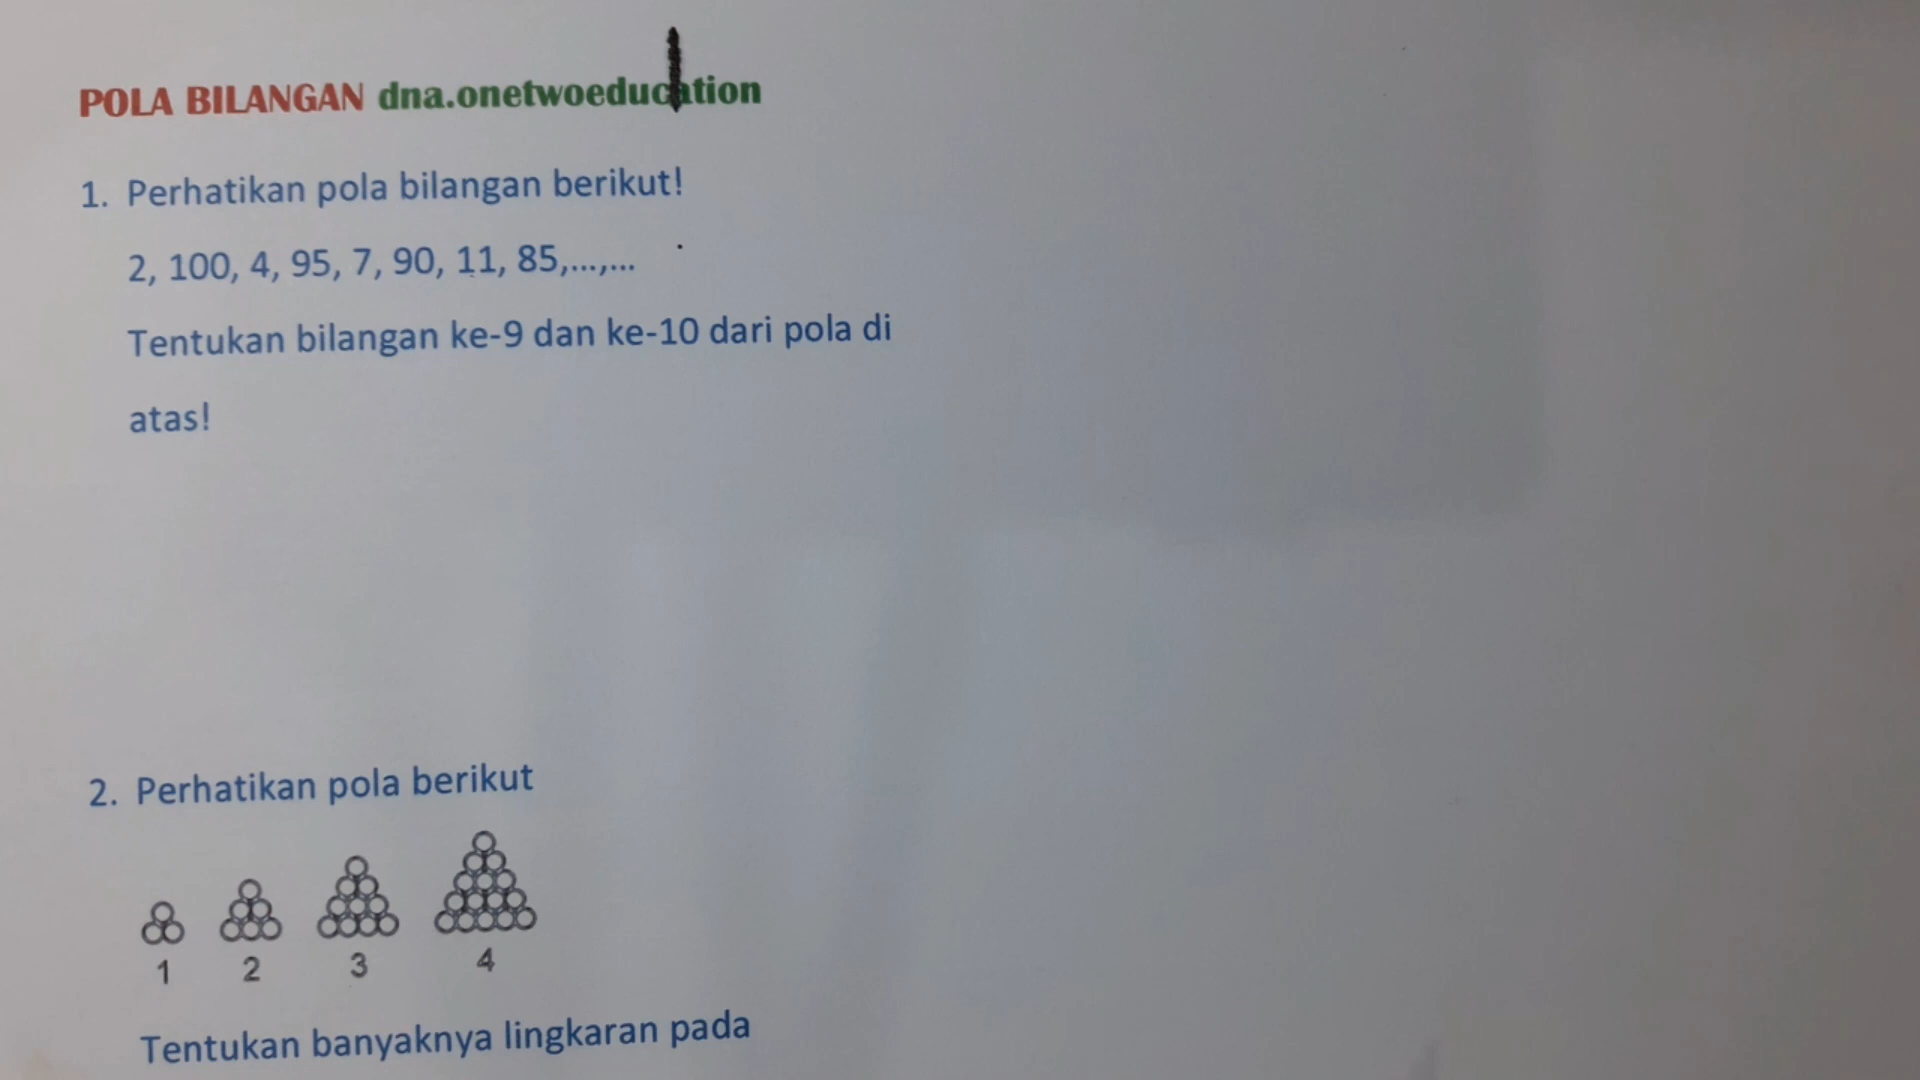 POLA BILANGAN dna.onetwoeducation
1. Perhatikan pola bilangan berikut!
2, 100, 4, 95, 7, 90, 11, 85,...,...
Tentukan bilangan ke-9 dan ke-10 dari pola di
atas!
2. Perhatikan pola berikut
1 2 3 4
Tentukan banyaknya lingkaran pada